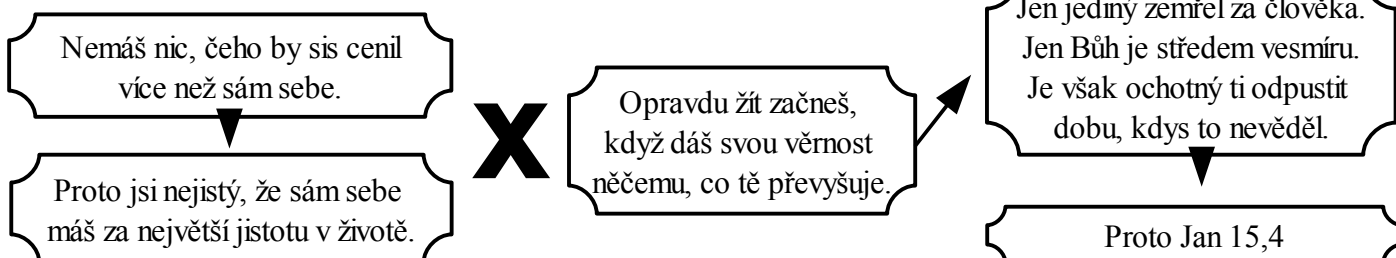 Nemáš nic, čeho by sis cenil
více než sám sebe.
Proto jsi nejistý, že sám sebe
máš za největší jistotu v životě.
X
Opravdu žít začneš,
když dáš svou věrnost
něčemu, co tě převyšuje.
Jen jediný zemřel za člověka.
Jen Bůh je středem vesmíru.
Je však ochotný ti odpustit
dobu, kdys to nevěděl.
Proto Jan 15,4